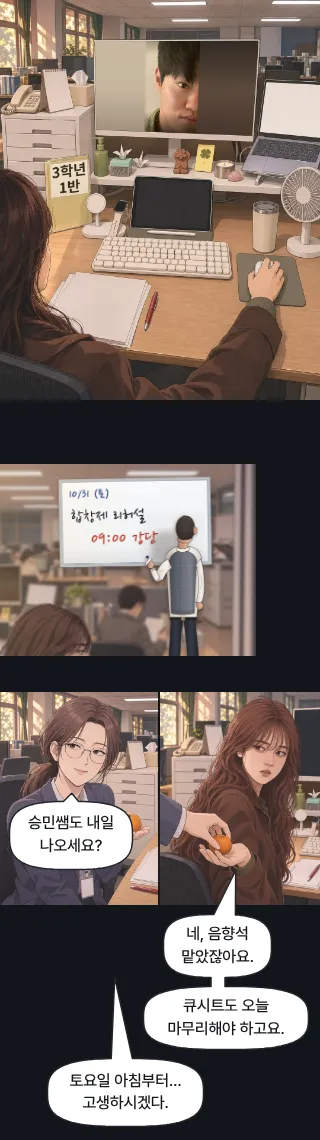 3학년
1반
10/31 (토)
합창제 리허설
09:00 강당
승민쌤도 내일
나오세요?
네, 음향석
맡았잖아요.
큐시트도 오늘
마무리해야 하고요.
토요일 아침부터...
고생하시겠다.